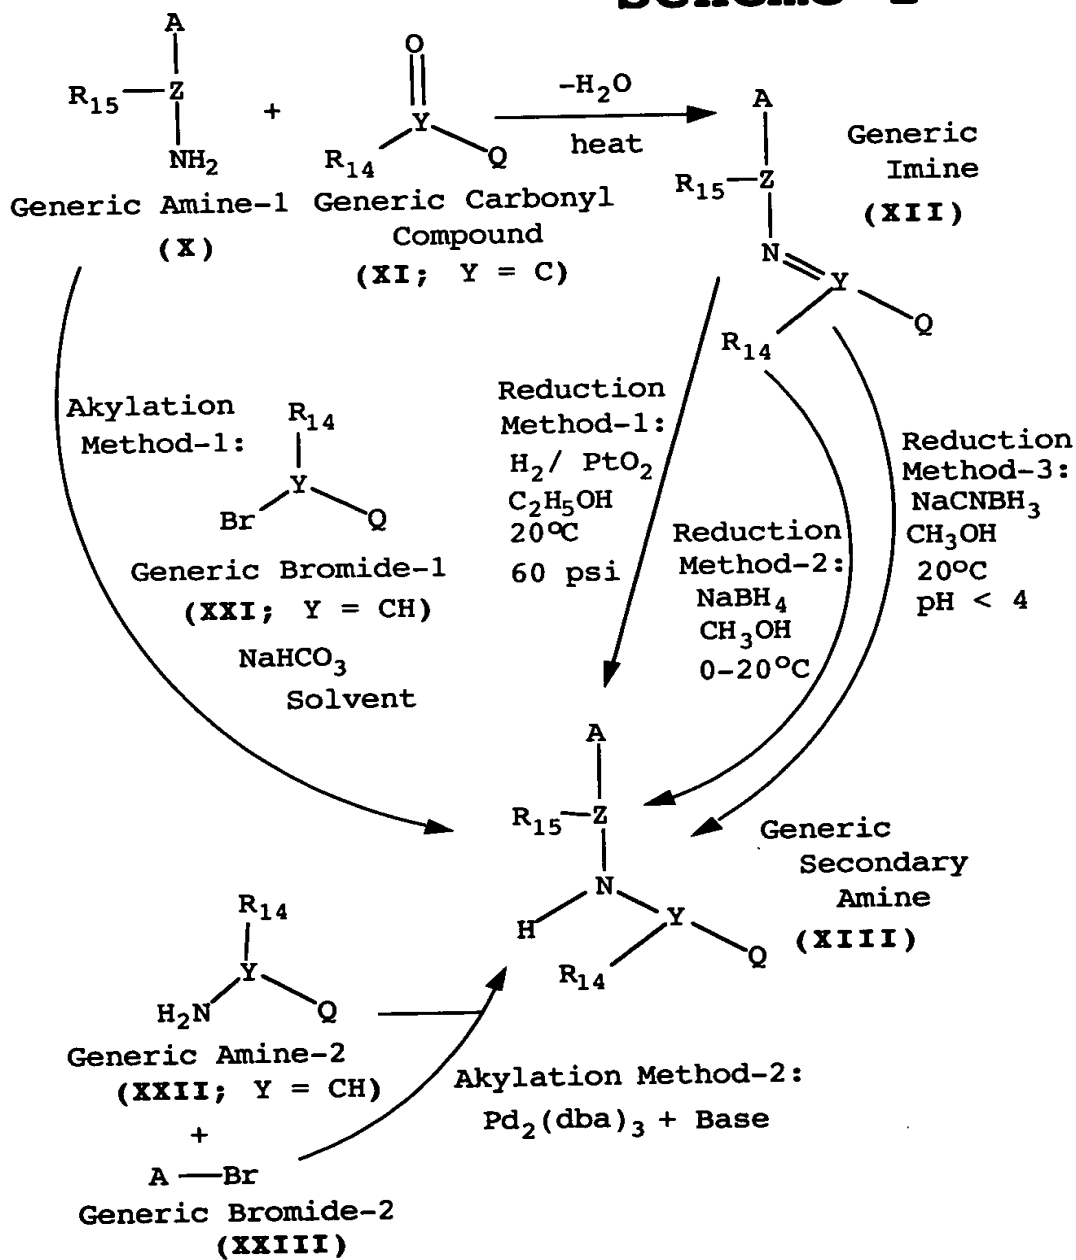 A
R15—Z
NH2
Generic Amine-1
(X)
+
O
Y
R14
Q
Generic Carbonyl
Compound
(XI; Y = C)
-H2O
heat
A
R15—Z
N
Y
R14
Q
Generic
Imine
(XII)
Akylation
Method-1:
R14
Y
Br
Q
Generic Bromide-1
(XXI; Y = CH)
NaHCO3
Solvent
Reduction
Method-1:
H2/ PtO2
C2H5OH
20°C
60 psi
Reduction
Method-2:
NaBH4
CH3OH
0-20°C
Reduction
Method-3:
NaCNBH3
CH3OH
20°C
pH < 4
A
R15—Z
N
H
Y
R14
Q
Generic
Secondary
Amine
(XIII)
R14
Y
H2N
Q
Generic Amine-2
(XXII; Y = CH)
+
A—Br
Generic Bromide-2
(XXIII)
Akylation Method-2:
Pd2(dba)3 + Base